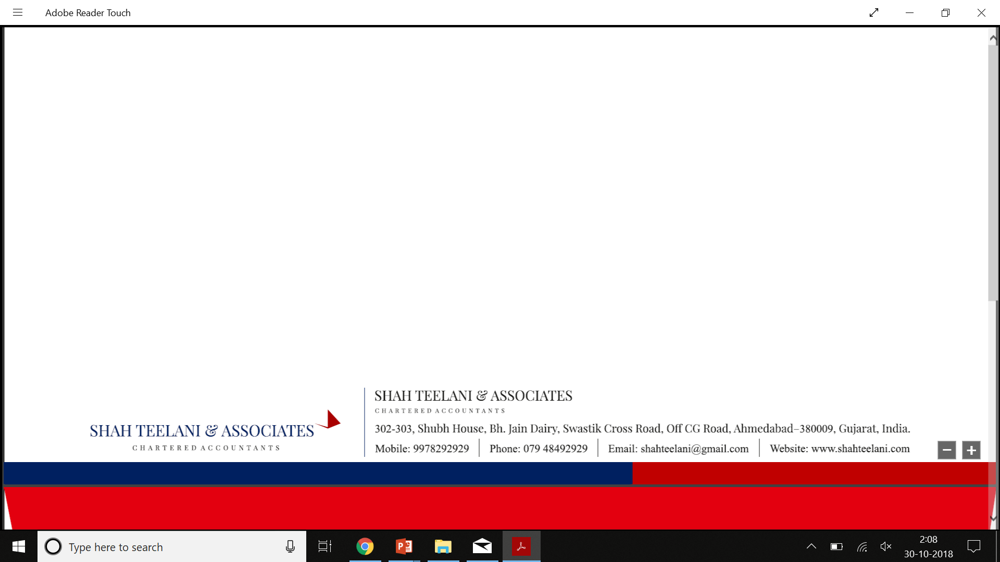 Adobe Reader Touch
SHAH TEELANI & ASSOCIATES
CHARTERED ACCOUNTANTS
SHAH TEELANI & ASSOCIATES
CHARTERED ACCOUNTANTS
302-303, Shubh House, Bh. Jain Dairy, Swastik Cross Road, Off CG Road, Ahmedabad–380009, Gujarat, India.
Mobile: 9978292929 Phone: 079 48492929 Email: shahteelani@gmail.com Website: www.shahteelani.com
Type here to search
2:08
30-10-2018